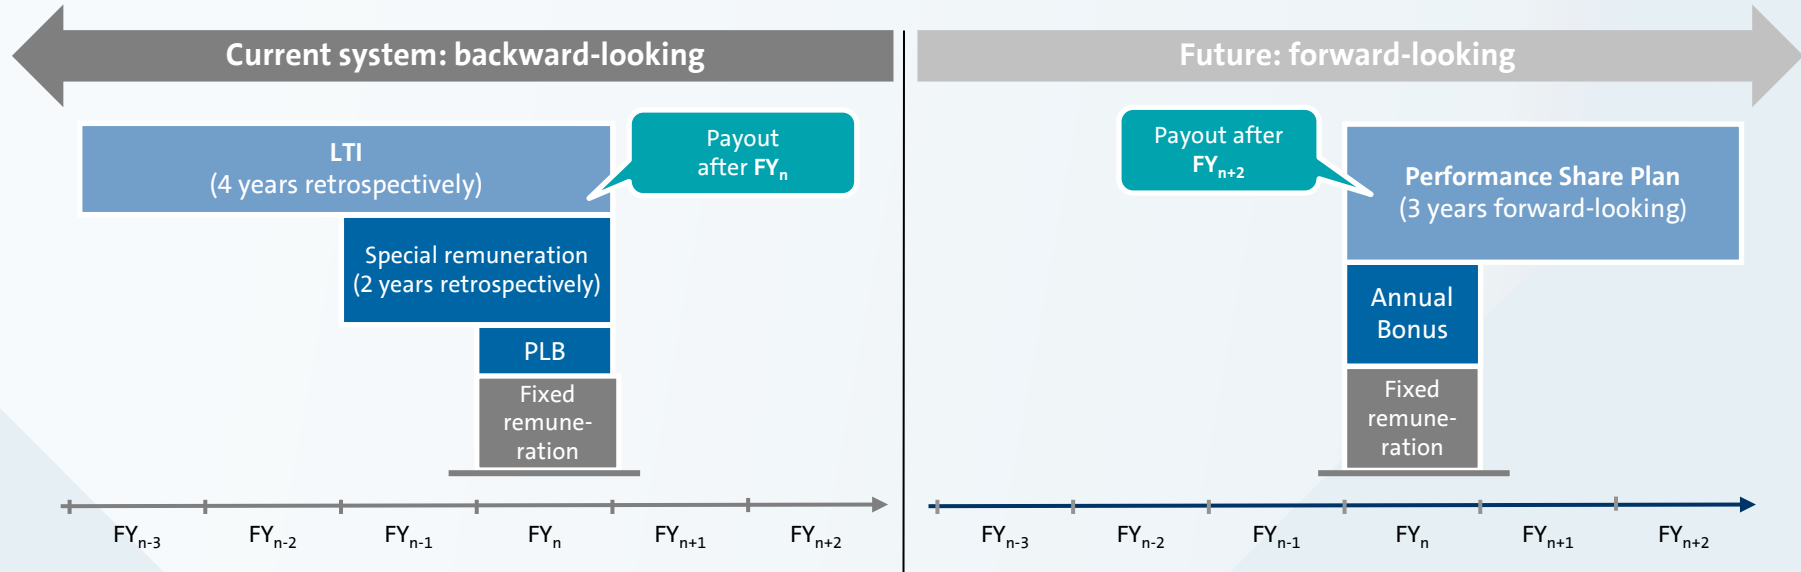 Current system: backward-looking
LTI
(4 years retrospectively)
Payout
after FYn
Special remuneration
(2 years retrospectively)
PLB
Fixed
remune-
ration
FYn-3 FYn-2 FYn-1 FYn FYn+1 FYn+2
Future: forward-looking
Payout after
FYn+2
Performance Share Plan
(3 years forward-looking)
Annual
Bonus
Fixed
remune-
ration
FYn-3 FYn-2 FYn-1 FYn FYn+1 FYn+2